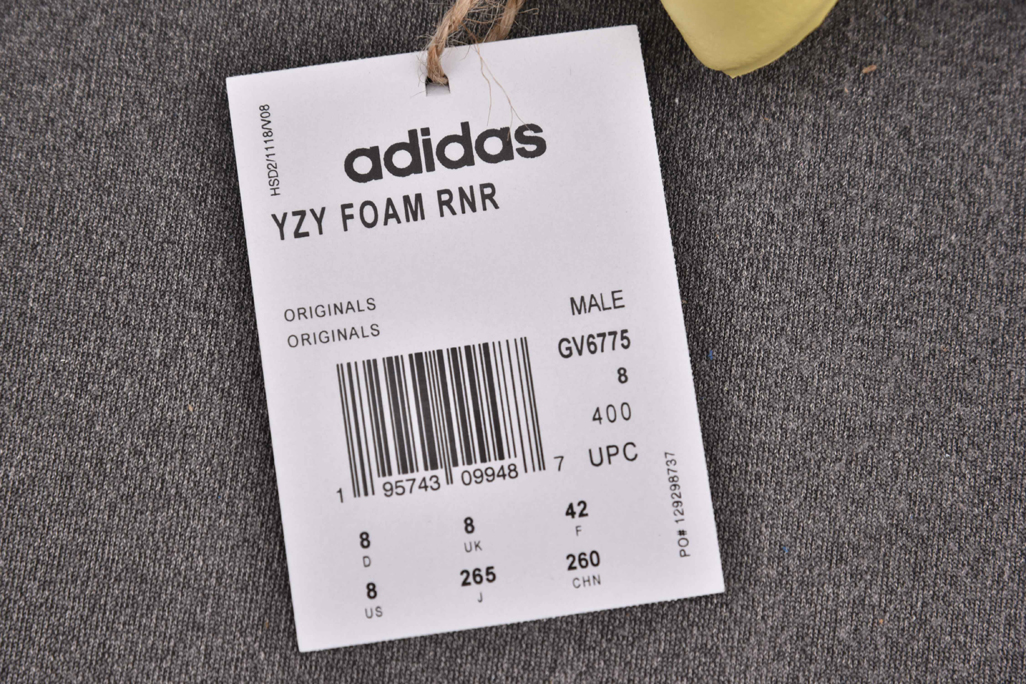 HSD2/1118/V08
adidas
YZY FOAM RNR
ORIGINALS
ORIGINALS
MALE
GV6775
8
400
UPC
1 95743 09948 7
PO# 129298737
8 8 42
D UK F
8 265 260
US J CHN